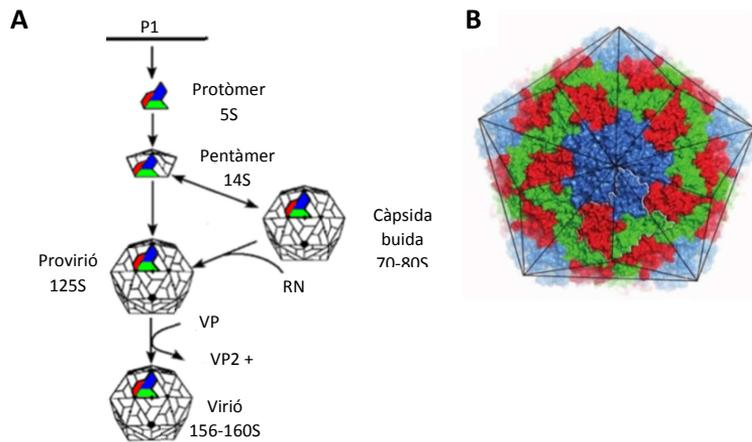 A
B
P1
Protòmer
5S
Pentàmer
14S
Càpsida
buida
70-80S
Provirió
125S
RN
VP
VP2 +
Virió
156-160S